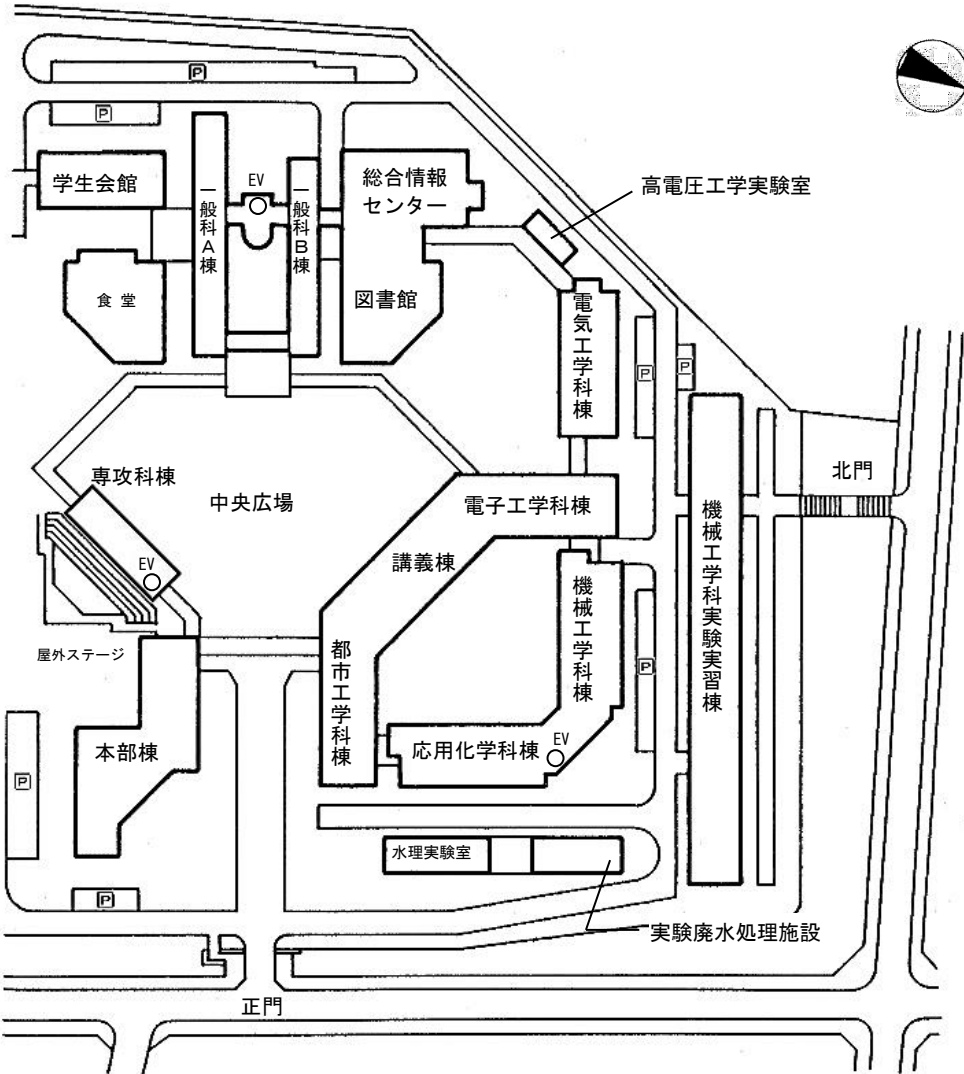 P
P
学生会館
一般科A棟
EV
一般科B棟
総合情報
センター
高電圧工学実験室
食堂
図書館
電気工学科棟
P
P
北門
専攻科棟
中央広場
電子工学科棟
機械工学科実験実習棟
EV
講義棟
機械工学科棟
屋外ステージ
都市工学科棟
P
本部棟
応用化学科棟
EV
P
水理実験室
P
実験廃水処理施設
正門